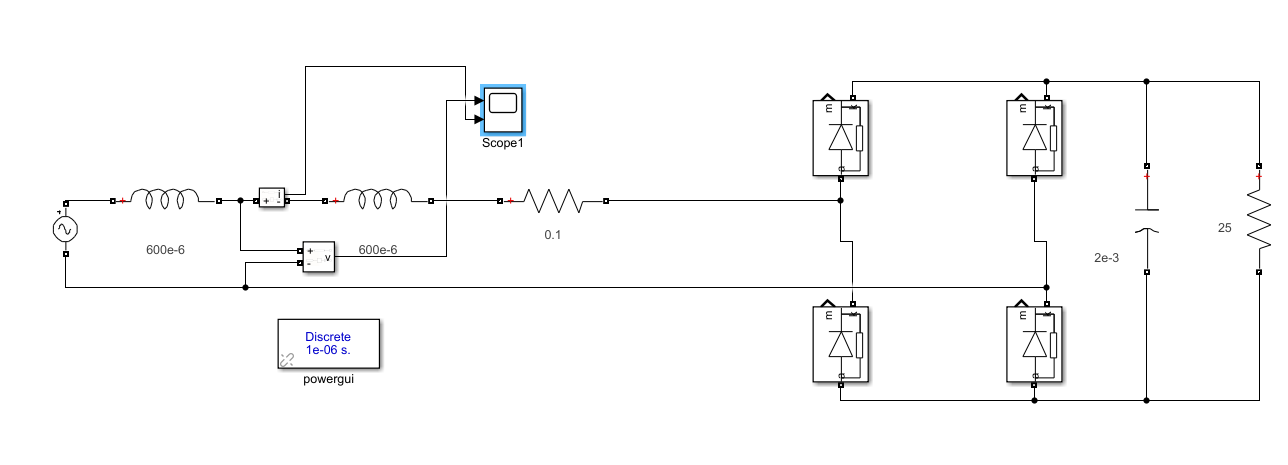 Scope1
i
+ -
600e-6
600e-6
0.1
+
-
v
Discrete
1e-06 s.
powergui
m
k
a
m
k
a
m
k
a
m
k
a
2e-3
25